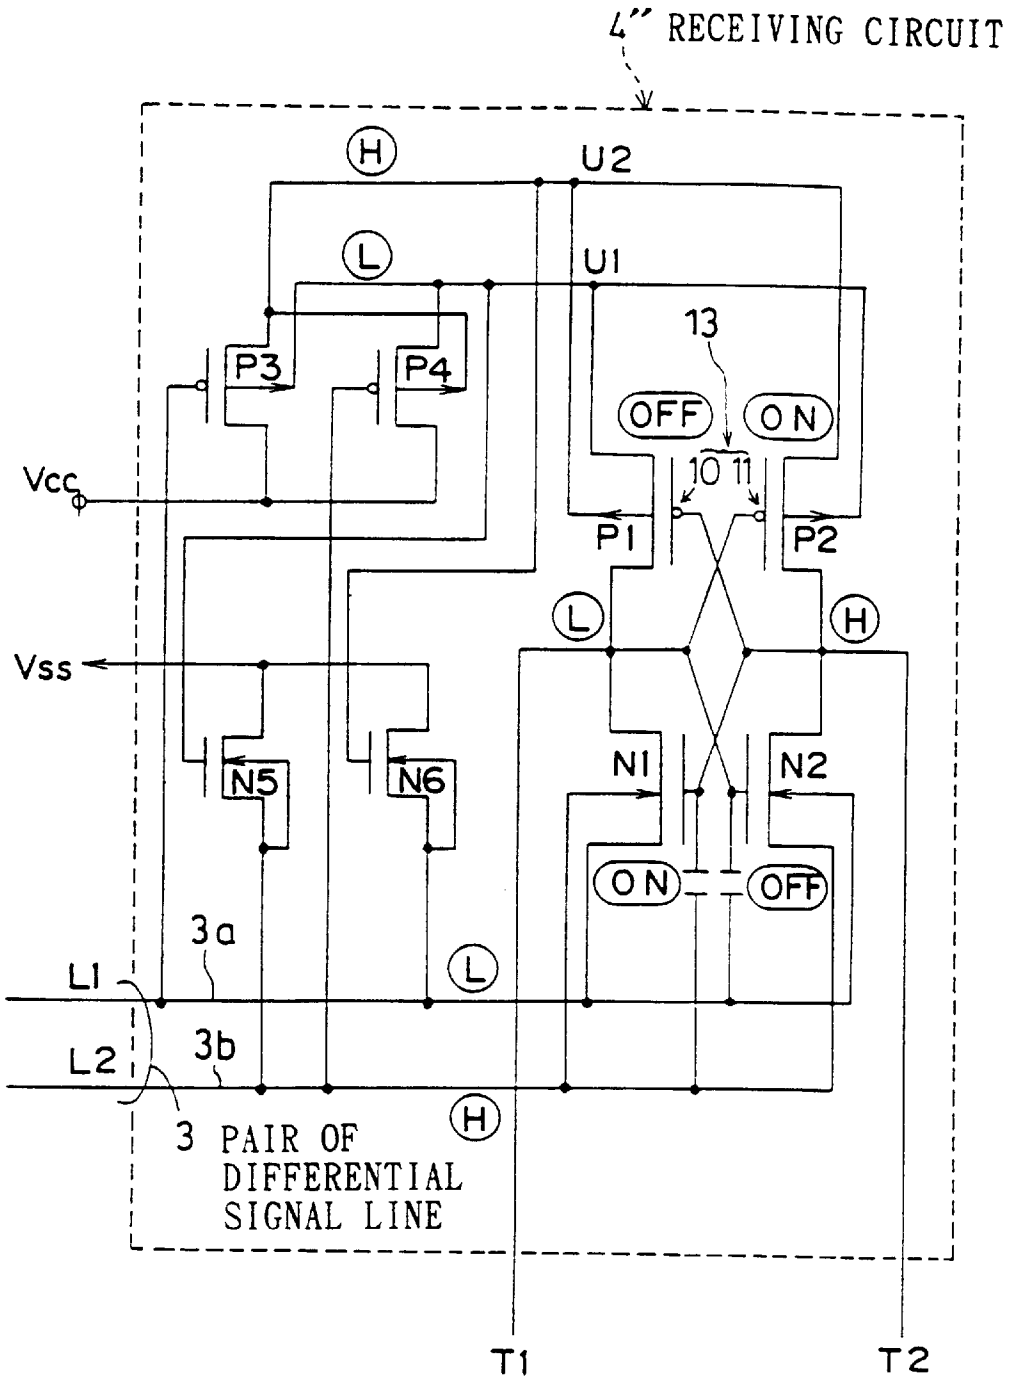 4" RECEIVING CIRCUIT
H
U2
L
U1
13
P3
P4
OFF
ON
10 11
Vcc
P1
P2
L
H
Vss
N1
N2
N5
N6
ON
OFF
3a
L1
L
L2
3b
H
3 PAIR OF
DIFFERENTIAL
SIGNAL LINE
T1
T2